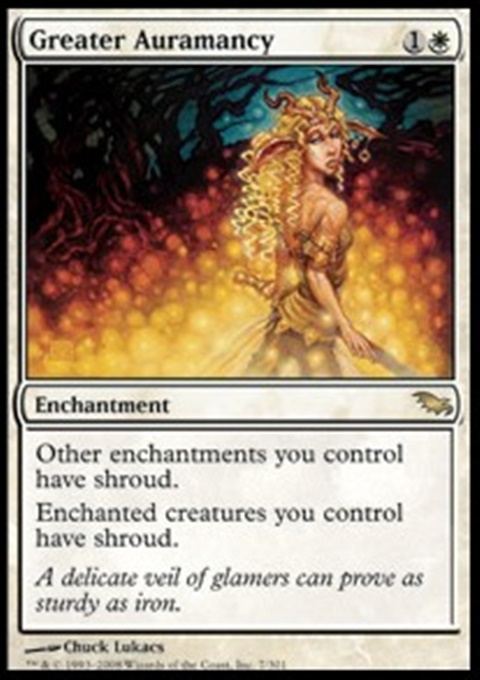 Greater Auramancy 1
Enchantment
Other enchantments you control
have shroud.
Enchanted creatures you control
have shroud.
A delicate veil of glamers can prove as
sturdy as iron.
Chuck Lukacs
™ & © 1993-2008 Wizards of the Coast, Inc. 7/301